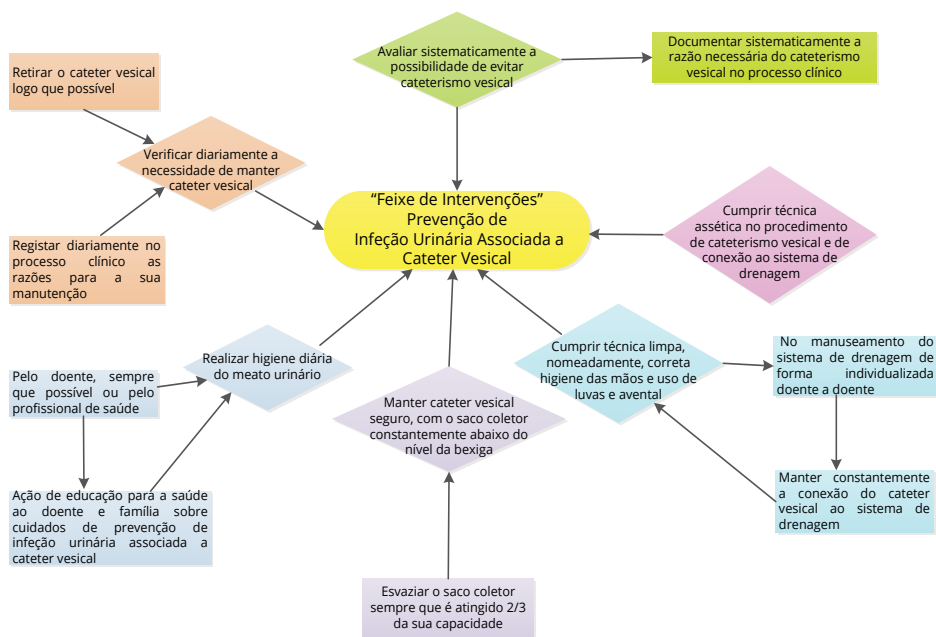 Avaliar sistematicamente a
possibilidade de evitar
cateterismo vesical
Documentar sistematicamente a
razão necessária do cateterismo
vesical no processo clínico
Retirar o cateter vesical
logo que possível
Verificar diariamente a
necessidade de manter
cateter vesical
Registar diariamente no
processo clínico as
razões para a sua
manutenção
“Feixe de Intervenções”
Prevenção de
Infeção Urinária Associada a
Cateter Vesical
Cumprir técnica
assética no procedimento
de cateterismo vesical e de
conexão ao sistema de
drenagem
Realizar higiene diária
do meato urinário
Pelo doente, sempre
que possível ou pelo
profissional de saúde
Ação de educação para a saúde
ao doente e família sobre
cuidados de prevenção de
infeção urinária associada a
cateter vesical
Manter cateter vesical
seguro, com o saco coletor
constantemente abaixo do
nível da bexiga
Esvaziar o saco coletor
sempre que é atingido 2/3
da sua capacidade
Cumprir técnica limpa,
nomeadamente, correta
higiene das mãos e uso de
luvas e avental
No manuseamento do
sistema de drenagem de
forma individualizada
doente a doente
Manter constantemente
a conexão do cateter
vesical ao sistema de
drenagem